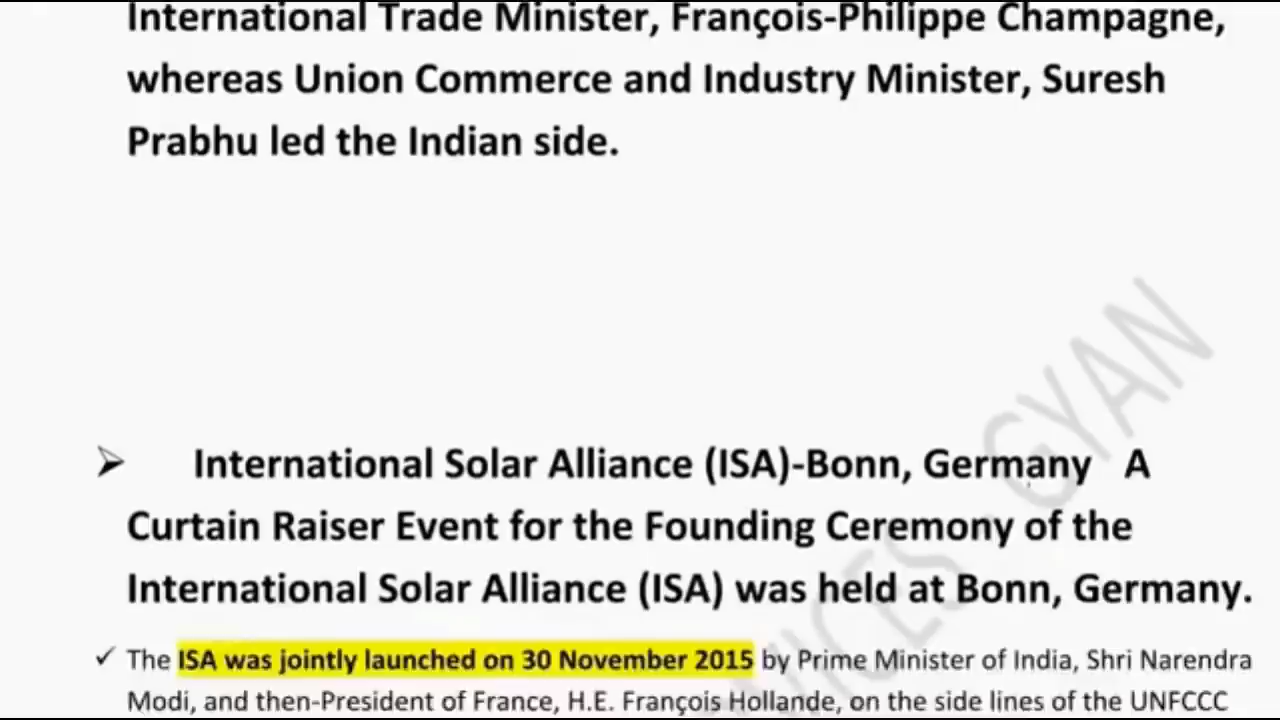 International Trade Minister, François-Philippe Champagne,
whereas Union Commerce and Industry Minister, Suresh
Prabhu led the Indian side.
➢ International Solar Alliance (ISA)-Bonn, Germany A
Curtain Raiser Event for the Founding Ceremony of the
International Solar Alliance (ISA) was held at Bonn, Germany.
✓ The ISA was jointly launched on 30 November 2015 by Prime Minister of India, Shri Narendra
Modi, and then-President of France, H.E. François Hollande, on the side lines of the UNFCCC
GYAN